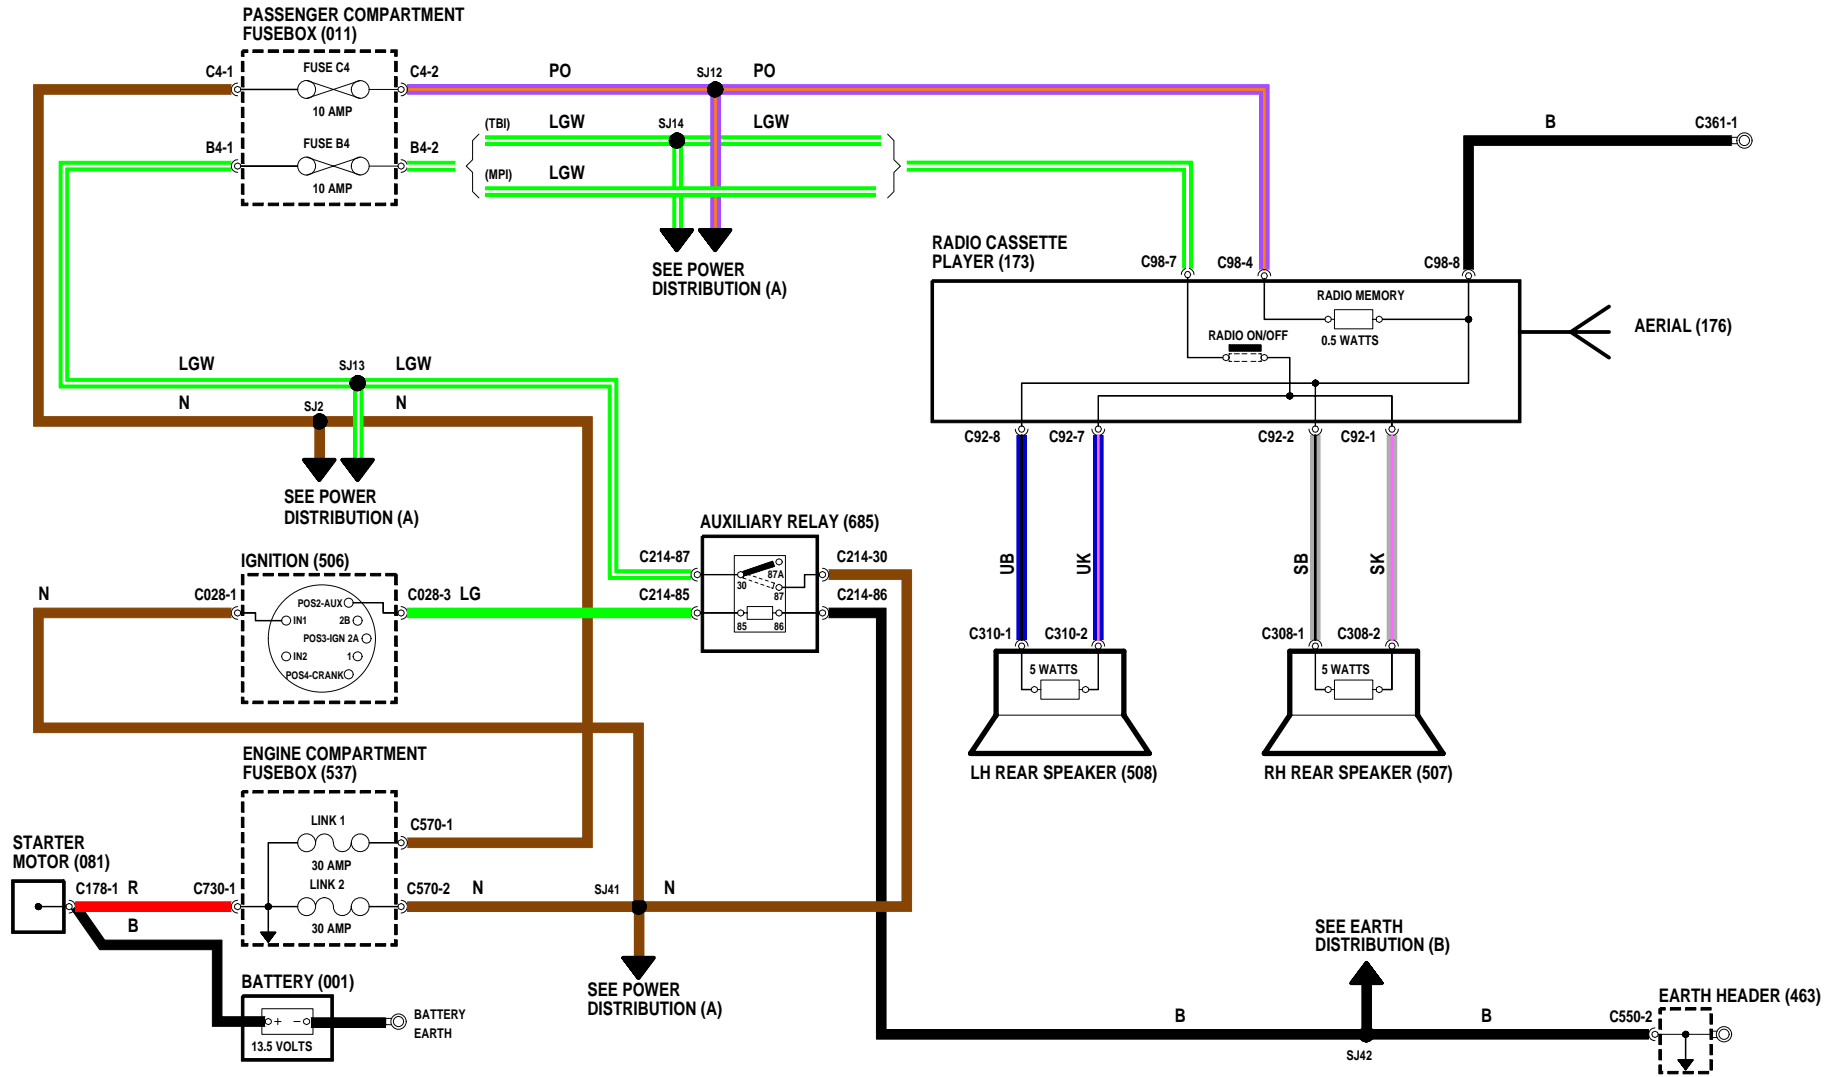 PASSENGER COMPARTMENT
FUSEBOX (011)
C4-1
FUSE C4
10 AMP
C4-2
PO
SJ12
PO
B4-1
FUSE B4
10 AMP
B4-2
(TBI)
LGW
SJ14
LGW
(MPI)
LGW
SEE POWER
DISTRIBUTION (A)
B
C361-1
RADIO CASSETTE
PLAYER (173)
C98-7
C98-4
C98-8
RADIO MEMORY
0.5 WATTS
RADIO ON/OFF
AERIAL (176)
LGW
SJ13
LGW
N
SJ2
N
SEE POWER
DISTRIBUTION (A)
C92-8
C92-7
C92-2
C92-1
UB
UK
SB
SK
C310-1
C310-2
C308-1
C308-2
5 WATTS
5 WATTS
LH REAR SPEAKER (508)
RH REAR SPEAKER (507)
AUXILIARY RELAY (685)
C214-87
C214-30
C214-85
C214-86
30
87A
87
85
86
IGNITION (506)
N
C028-1
C028-3
LG
POS2-AUX
IN1
2B
POS3-IGN 2A
IN2
1
POS4-CRANK
ENGINE COMPARTMENT
FUSEBOX (537)
LINK 1
30 AMP
C570-1
LINK 2
30 AMP
C570-2
N
SJ41
N
STARTER
MOTOR (081)
C178-1
R
C730-1
B
BATTERY (001)
+
−
13.5 VOLTS
BATTERY
EARTH
SEE POWER
DISTRIBUTION (A)
SEE EARTH
DISTRIBUTION (B)
B
SJ42
B
C550-2
EARTH HEADER (463)